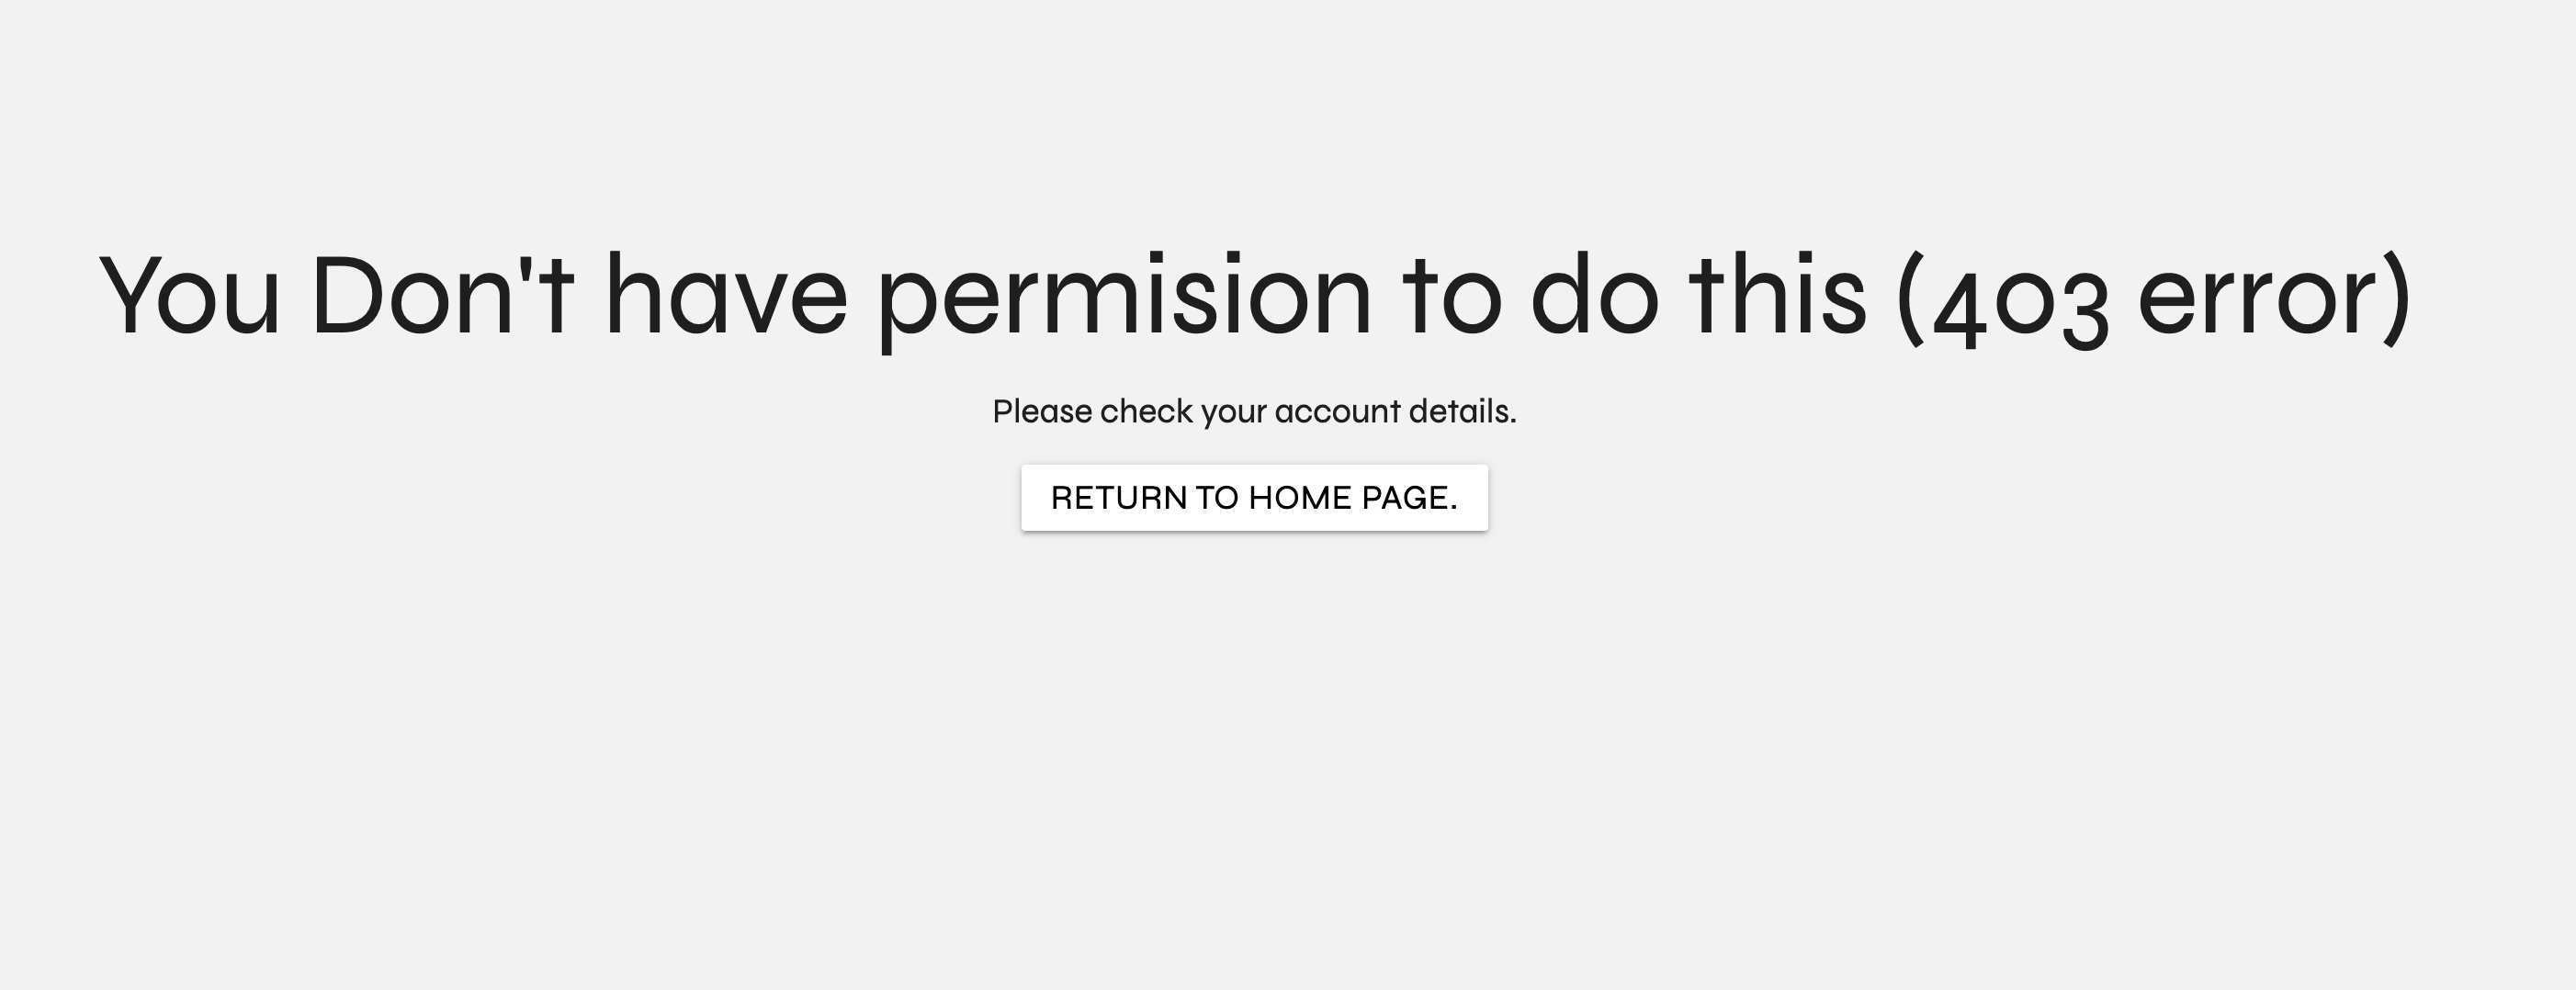 You Don't have permision to do this (403 error)
Please check your account details.
RETURN TO HOME PAGE.